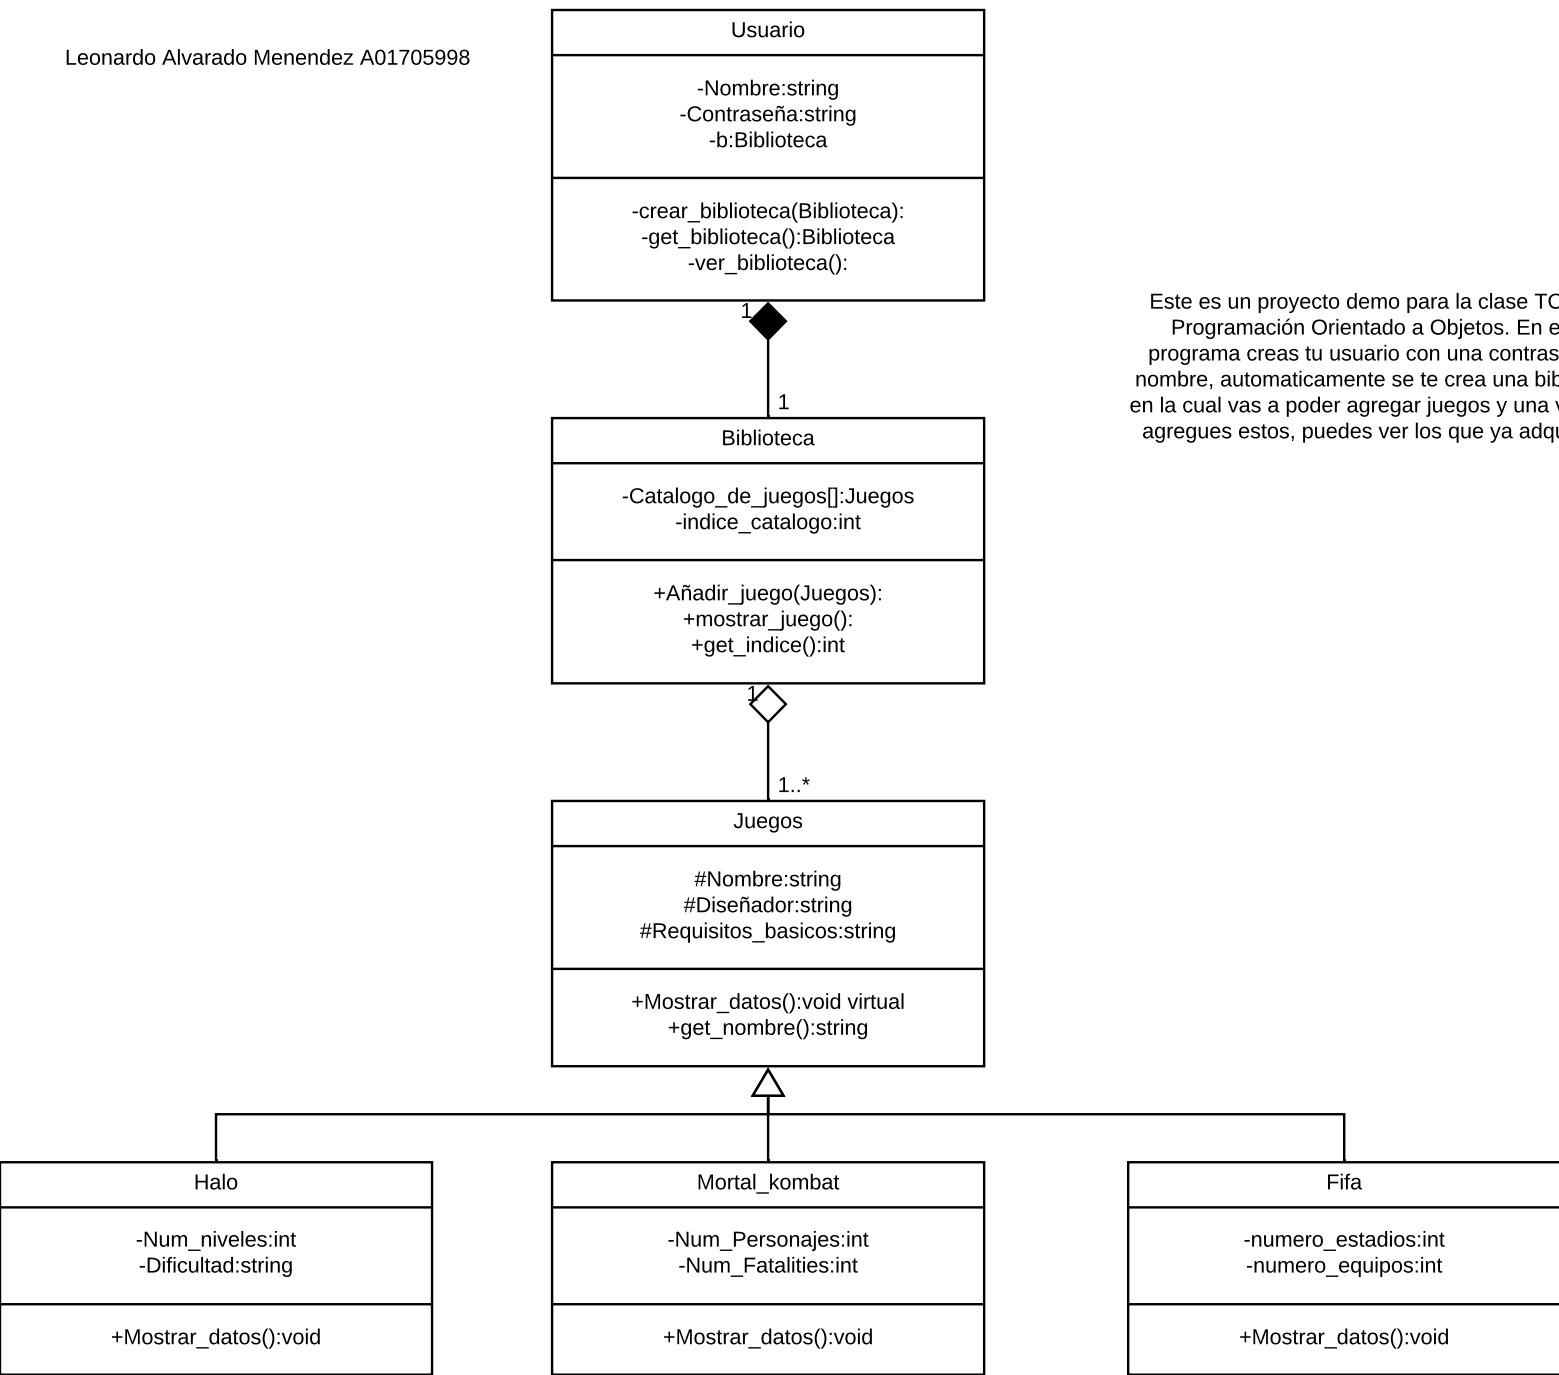 Leonardo Alvarado Menendez A01705998
Usuario
-Nombre:string
-Contraseña:string
-b:Biblioteca
-crear_biblioteca(Biblioteca):
-get_biblioteca():Biblioteca
-ver_biblioteca():
1
1
Este es un proyecto demo para la clase
Programación Orientado a Objetos. En
programa creas tu usuario con una
nombre, automaticamente se te crea una
en la cual vas a poder agregar juegos y una
agregues estos, puedes ver los que ya
Biblioteca
-Catalogo_de_juegos[]:Juegos
-indice_catalogo:int
+Añadir_juego(Juegos):
+mostrar_juego():
+get_indice():int
1
1..*
Juegos
#Nombre:string
#Diseñador:string
#Requisitos_basicos:string
+Mostrar_datos():void virtual
+get_nombre():string
Halo
-Num_niveles:int
-Dificultad:string
+Mostrar_datos():void
Mortal_kombat
-Num_Personajes:int
-Num_Fatalities:int
+Mostrar_datos():void
Fifa
-numero_estadios:int
-numero_equipos:int
+Mostrar_datos():void